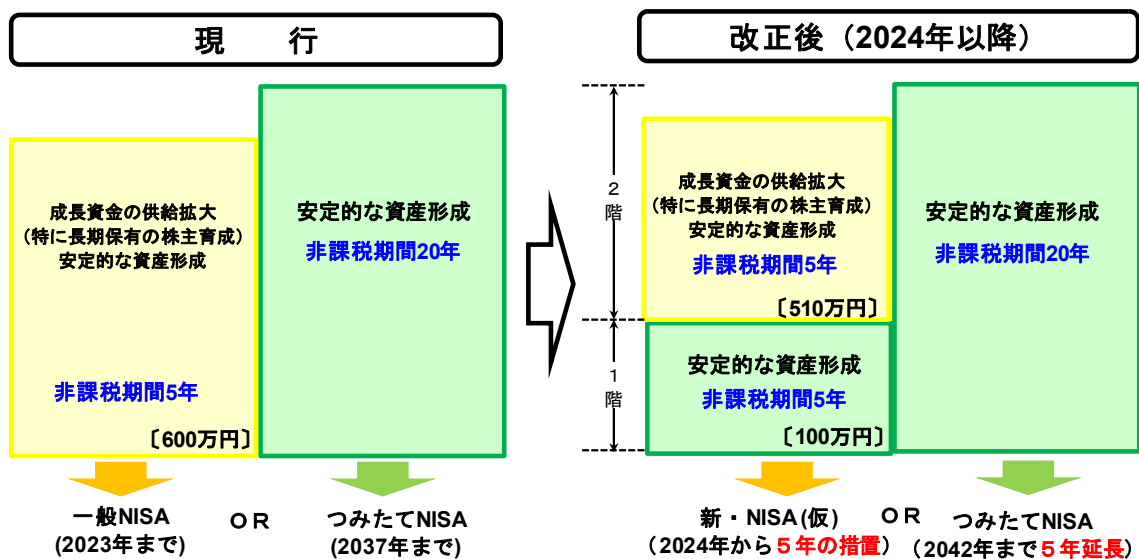 現　　行
成長資金の供給拡大
（特に長期保有の株主育成）
安定的な資産形成
非課税期間5年
〔600万円〕
安定的な資産形成
非課税期間20年
一般NISA
(2023年まで)
ＯＲ
つみたてNISA
(2037年まで)
改正後（2024年以降）
２階
成長資金の供給拡大
（特に長期保有の株主育成）
安定的な資産形成
非課税期間5年
〔510万円〕
１階
安定的な資産形成
非課税期間5年
〔100万円〕
安定的な資産形成
非課税期間20年
新・NISA(仮)
（2024年から５年の措置）
ＯＲ
つみたてNISA
（2042年まで５年延長）